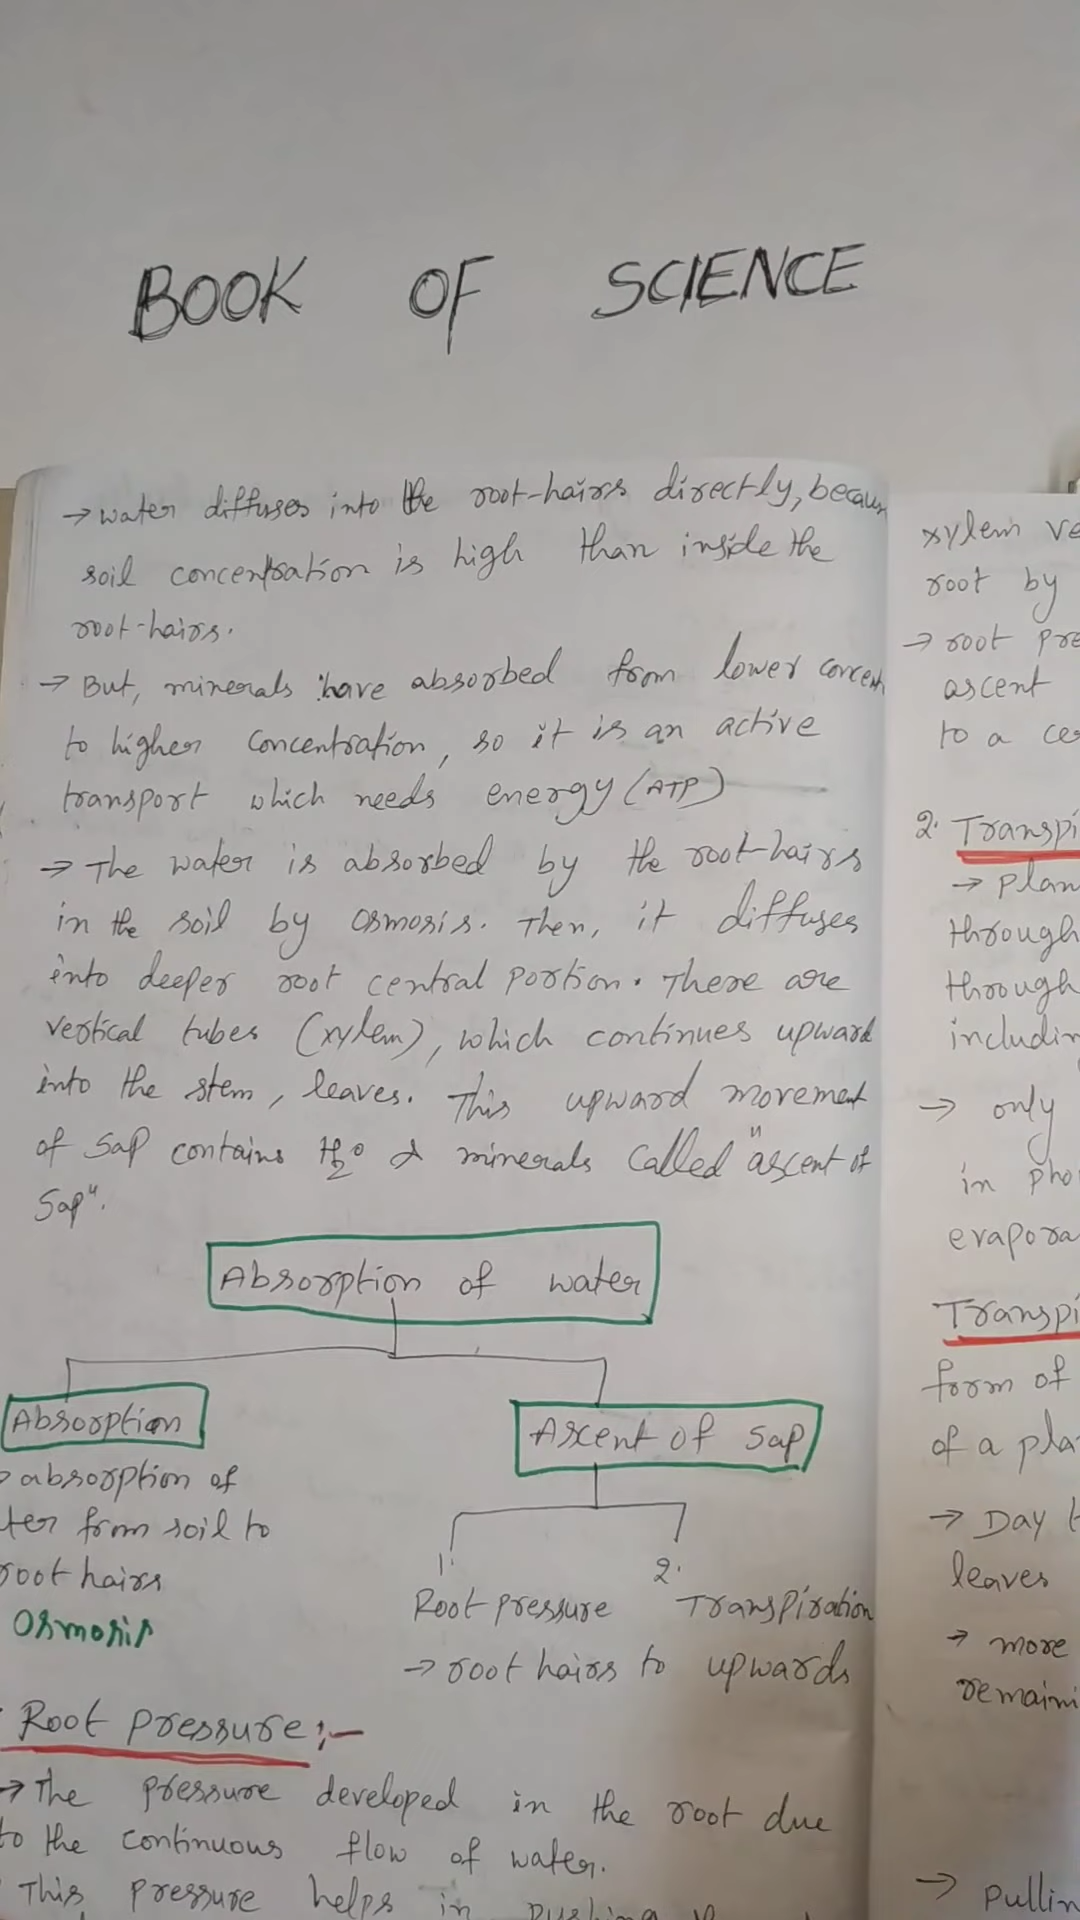 BOOK OF SCIENCE
→ water diffuses into the root-hairs directly, becau
soil concentration is high than inside the
root-hairs.
→ But, minerals have absorbed from lower concen
to higher concentration, so it is an active
transport which needs energy (ATP)
→ The water is absorbed by the root-hairs
in the soil by osmosis. Then, it diffuses
into deeper root central portion. There are
vertical tubes (xylem), which continues upward
into the stem, leaves. This upward movement
of sap contains H2O & minerals called "ascent of
sap".
Absorption of water
Absorption
Ascent of sap
absorption of
ter from soil to
root hairs
Osmosis
1. 2.
Root pressure Transpiration
→ root hairs to upwards
Root pressure :-
→ The pressure developed in the root due
to the continuous flow of water.
This pressure helps in
xylem ve
root by
→ root pre
ascent
to a ce
2. Transpi
→ plan
through
through
includin
→ only
in pho
evapora
Transpi
form of
of a pla
→ Day t
leaves
→ more
remaini
→ pullin